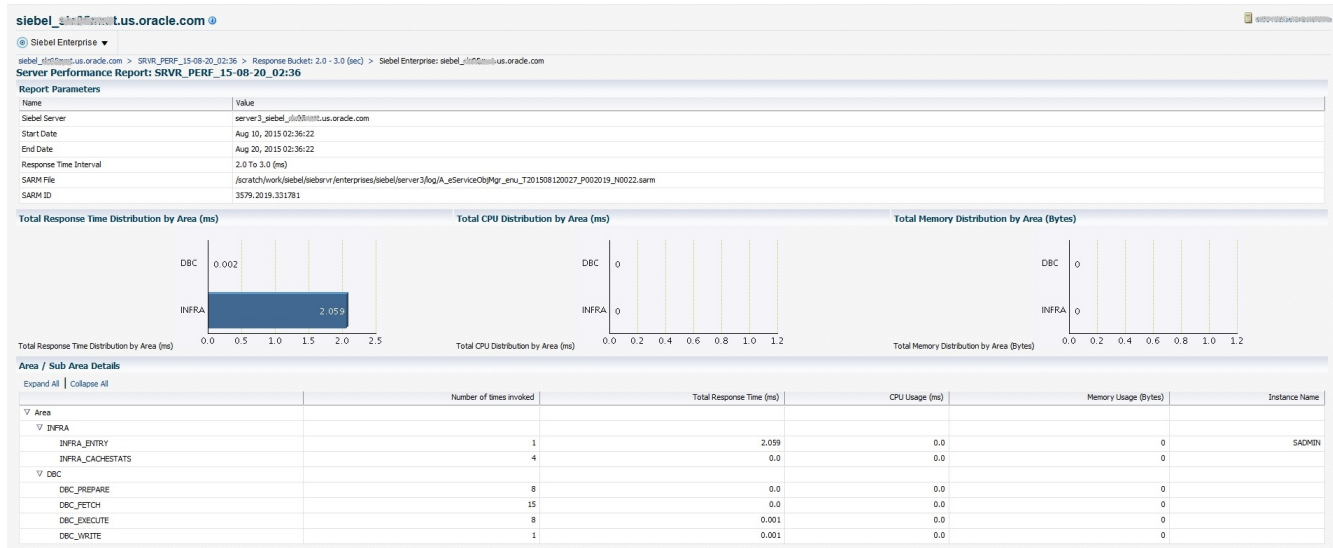 siebel_ t.us.oracle.com
Siebel Enterprise
siebel_ .us.oracle.com > SRVR_PERF_15-08-20_02:36 > Response Bucket: 2.0 - 3.0 (sec) > Siebel Enterprise: siebel_ .us.oracle.com
Server Performance Report: SRVR_PERF_15-08-20_02:36
Report Parameters
Name Value
Siebel Server server3_siebel_ .us.oracle.com
Start Date Aug 10, 2015 02:36:22
End Date Aug 20, 2015 02:36:22
Response Time Interval 2.0 To 3.0 (ms)
SARM File /scratch/work/siebel/siebsrvr/enterprises/siebel/server3/log/A_eServiceObjMgr_enu_T201508120027_P002019_N0022.sarm
SARM ID 3579.2019.331781
Total Response Time Distribution by Area (ms)
DBC 0.002
INFRA 2.059
0.0 0.5 1.0 1.5 2.0 2.5
Total Response Time Distribution by Area (ms)
Total CPU Distribution by Area (ms)
DBC 0
INFRA 0
0.0 0.2 0.4 0.6 0.8 1.0 1.2
Total CPU Distribution by Area (ms)
Total Memory Distribution by Area (Bytes)
DBC 0
INFRA 0
0.0 0.2 0.4 0.6 0.8 1.0 1.2
Total Memory Distribution by Area (Bytes)
Area / Sub Area Details
Expand All | Collapse All
Number of times invoked Total Response Time (ms) CPU Usage (ms) Memory Usage (Bytes) Instance Name
Area
INFRA
INFRA_ENTRY 1 2.059 0.0 0 SADMIN
INFRA_CACHESTATS 4 0.0 0.0 0
DBC
DBC_PREPARE 8 0.0 0.0 0
DBC_FETCH 15 0.0 0.0 0
DBC_EXECUTE 8 0.001 0.0 0
DBC_WRITE 1 0.001 0.0 0